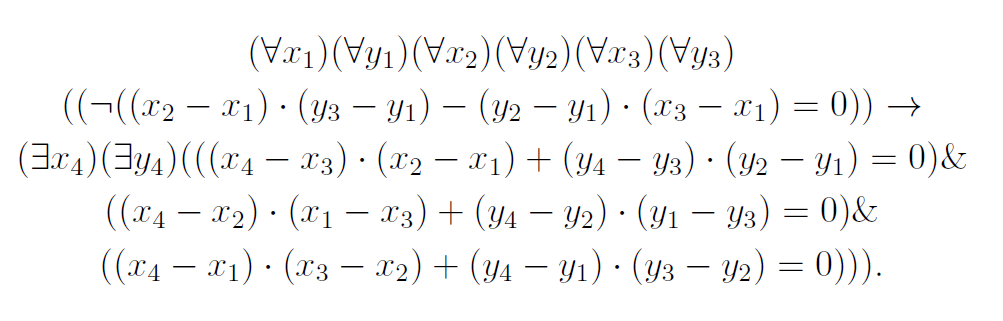 (∀x₁)(∀y₁)(∀x₂)(∀y₂)(∀x₃)(∀y₃)
((¬((x₂ − x₁) · (y₃ − y₁) − (y₂ − y₁) · (x₃ − x₁) = 0)) →
(∃x₄)(∃y₄)(((x₄ − x₃) · (x₂ − x₁) + (y₄ − y₃) · (y₂ − y₁) = 0)&
((x₄ − x₂) · (x₁ − x₃) + (y₄ − y₂) · (y₁ − y₃) = 0)&
((x₄ − x₁) · (x₃ − x₂) + (y₄ − y₁) · (y₃ − y₂) = 0))).